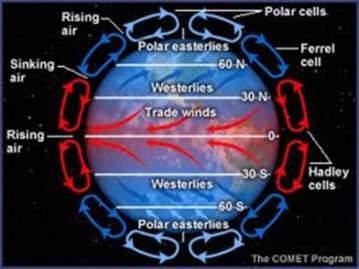 Rising
air
Polar cells
Polar easterlies
Ferrel
cell
60-N-
Sinking
air
Westerlies
30-N-
Trade winds
Rising
air
0-
30-S-
Westerlies
Hadley
cells
60-S-
Polar easterlies
The COMET Program